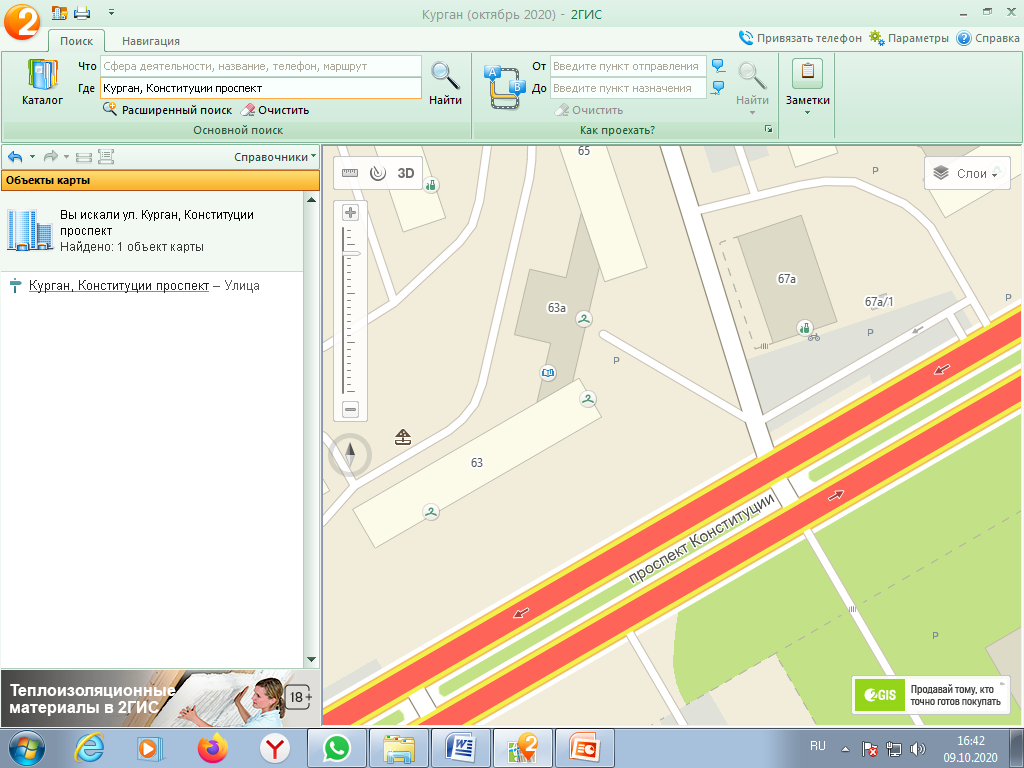 Курган (октябрь 2020) - 2ГИС
Поиск
Навигация
Привязать телефон
Параметры
Справка
Каталог
Что
Сфера деятельности, название, телефон, маршрут
Где
Курган, Конституции проспект
Расширенный поиск
Очистить
Найти
Основной поиск
A
B
От
Введите пункт отправления
До
Введите пункт назначения
Очистить
Найти
Как проехать?
Заметки
Справочники
Объекты карты
Вы искали ул. Курган, Конституции
проспект
Найдено: 1 объект карты
Курган, Конституции проспект – Улица
Теплоизоляционные
материалы в 2ГИС
18+
3D
Слои
65
P
67а
63а
67а/1
P
P
P
63
проспект Конституции
P
2GIS
Продавай тому, кто
точно готов покупать
RU
16:42
09.10.2020